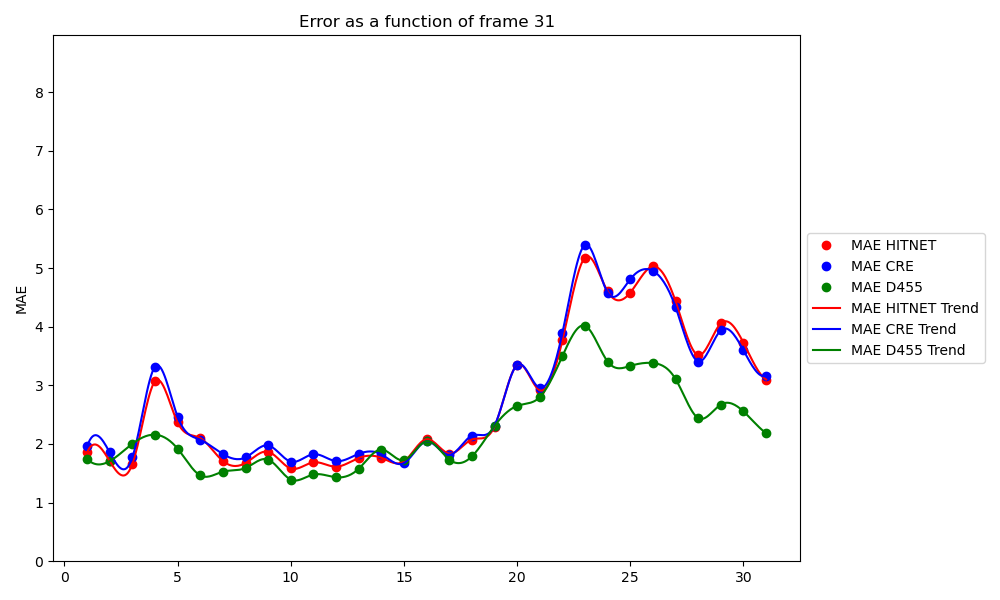 Error as a function of frame 31
MAE
8
7
6
5
4
3
2
1
0
0 5 10 15 20 25 30
MAE HITNET
MAE CRE
MAE D455
MAE HITNET Trend
MAE CRE Trend
MAE D455 Trend